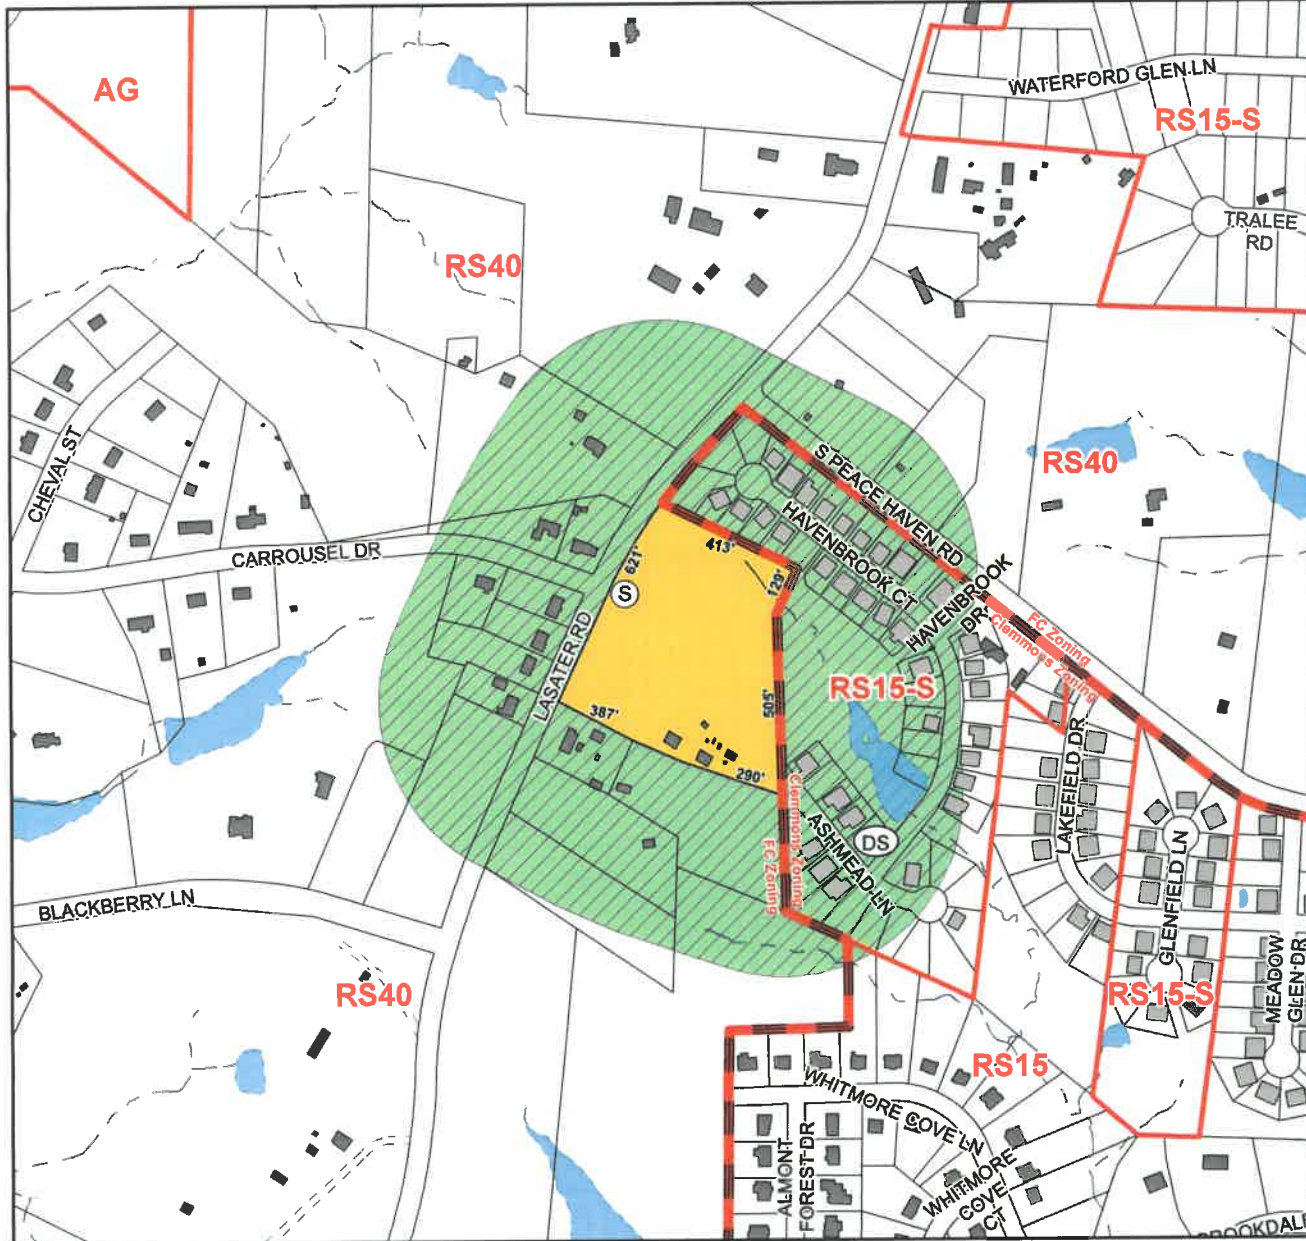 WATERFORD GLEN LN
AG
RS15-S
TRALEE
RD
RS40
RS40
CHEVAL ST
S PEACE HAVEN RD
HAVENBROOK CT
HAVENBROOK
DR
CARROUSEL DR
413'
621'
129'
S
FC Zoning
Clemmons Zoning
LASATER RD
RS15-S
505'
387'
290'
LAKEFIELD DR
Clemmons Zoning
FC Zoning
ASHMEAD LN
DS
GLENFIELD LN
BLACKBERRY LN
MEADOW
GLEN DR
RS40
RS15-S
RS15
WHITMORE COVE LN
ALMONT
FOREST DR
WHITMORE
COVE
CT
BROOKDALE